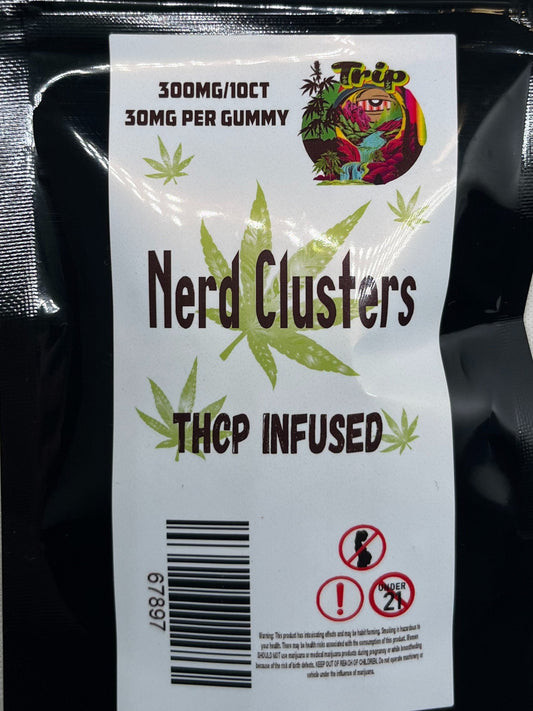 300MG/10CT
30MG PER GUMMY
Trip
Nerd Clusters
THCP INFUSED
67897
UNDER
21
Warning: This product has intoxicating effects and may be habit forming. Smoking is hazardous to
your health. There may be health risks associated with the consumption of this product. Women
SHOULD NOT use marijuana or medical marijuana products during pregnancy or while breastfeeding
because of the risk of birth defects. KEEP OUT OF REACH OF CHILDREN. Do not operate machinery or
vehicle under the influence of marijuana.